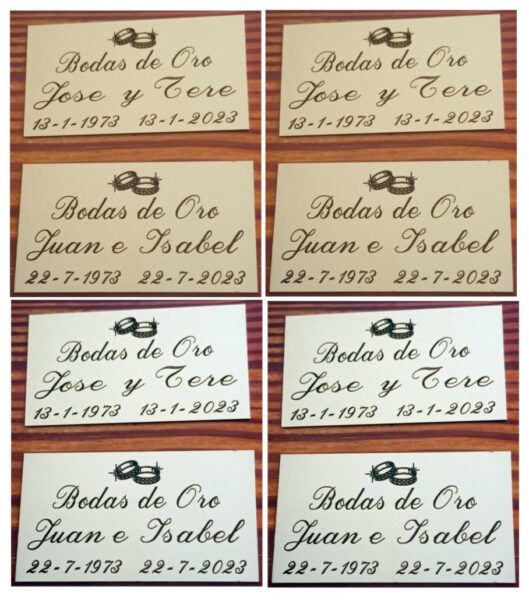 Bodas de Oro
Jose y Tere
13-1-1973 13-1-2023
Bodas de Oro
Juan e Isabel
22-7-1973 22-7-2023
Bodas de Oro
Jose y Tere
13-1-1973 13-1-2023
Bodas de Oro
Juan e Isabel
22-7-1973 22-7-2023
Bodas de Oro
Jose y Tere
13-1-1973 13-1-2023
Bodas de Oro
Juan e Isabel
22-7-1973 22-7-2023
Bodas de Oro
Jose y Tere
13-1-1973 13-1-2023
Bodas de Oro
Juan e Isabel
22-7-1973 22-7-2023